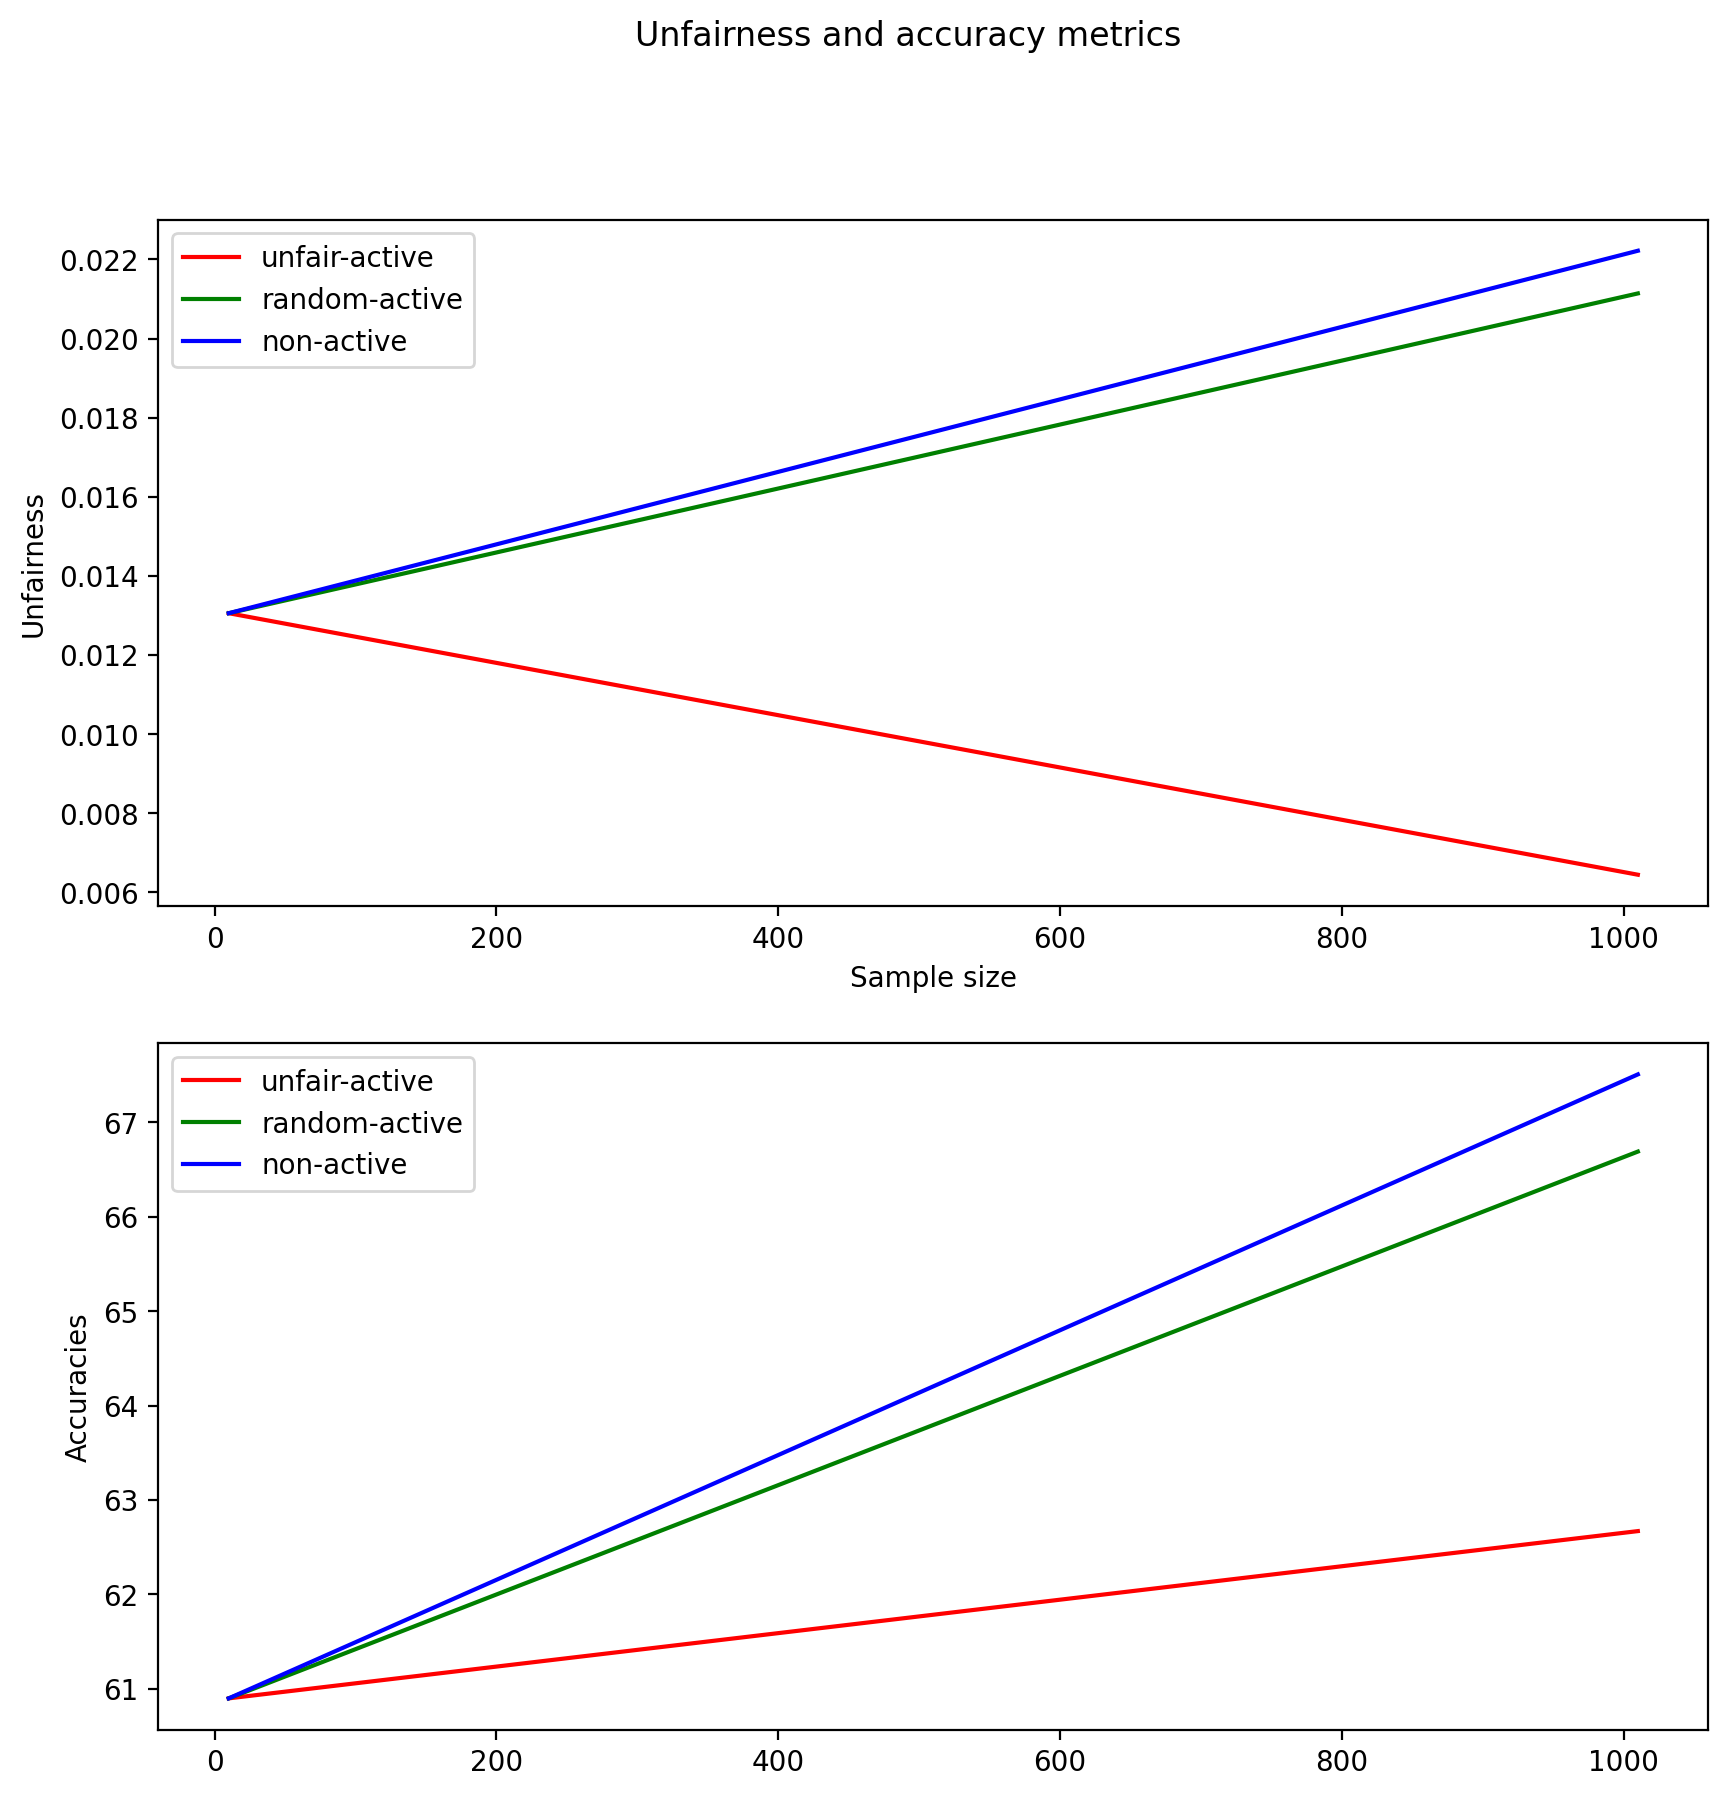 Unfairness and accuracy metrics
unfair-active
random-active
non-active
0.022
0.020
0.018
0.016
0.014
0.012
0.010
0.008
0.006
Unfairness
0 200 400 600 800 1000
Sample size
unfair-active
random-active
non-active
67
66
65
64
63
62
61
Accuracies
0 200 400 600 800 1000